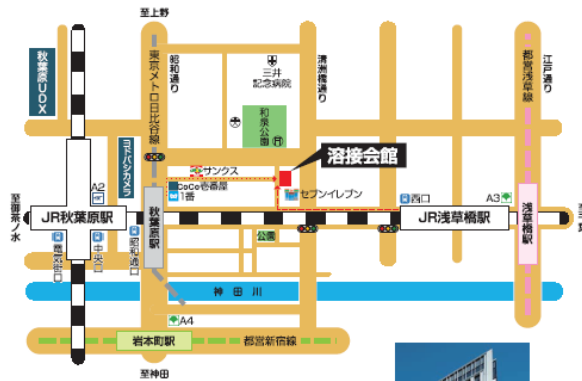 至上野
秋葉原UDX
東京メトロ日比谷線
昭和通り
三井
記念病院
清洲橋通り
都営浅草線
江戸通り
和泉公園
ヨドバシカメラ
溶接会館
サンクス
CoCo壱番屋
1番
セブンイレブン
A2
西口
A3
至御茶ノ水
JR秋葉原駅
秋葉原駅
JR浅草橋駅
浅草橋駅
電気街口
中央口
昭和通口
公園
神田川
A4
岩本町駅
都営新宿線
至神田